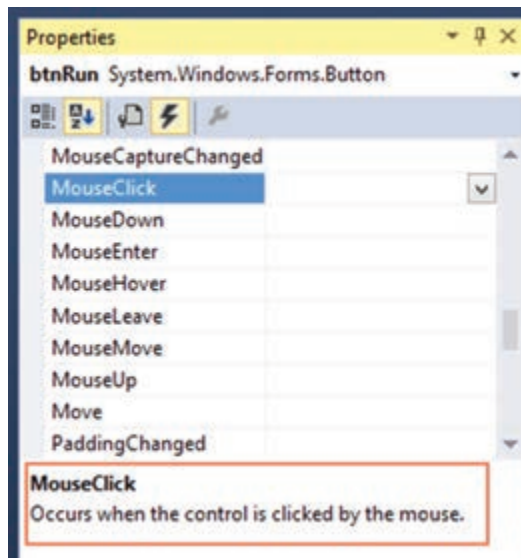 Properties
btnRun System.Windows.Forms.Button
MouseCaptureChanged
MouseClick
MouseDown
MouseEnter
MouseHover
MouseLeave
MouseMove
MouseUp
Move
PaddingChanged
MouseClick
Occurs when the control is clicked by the mouse.